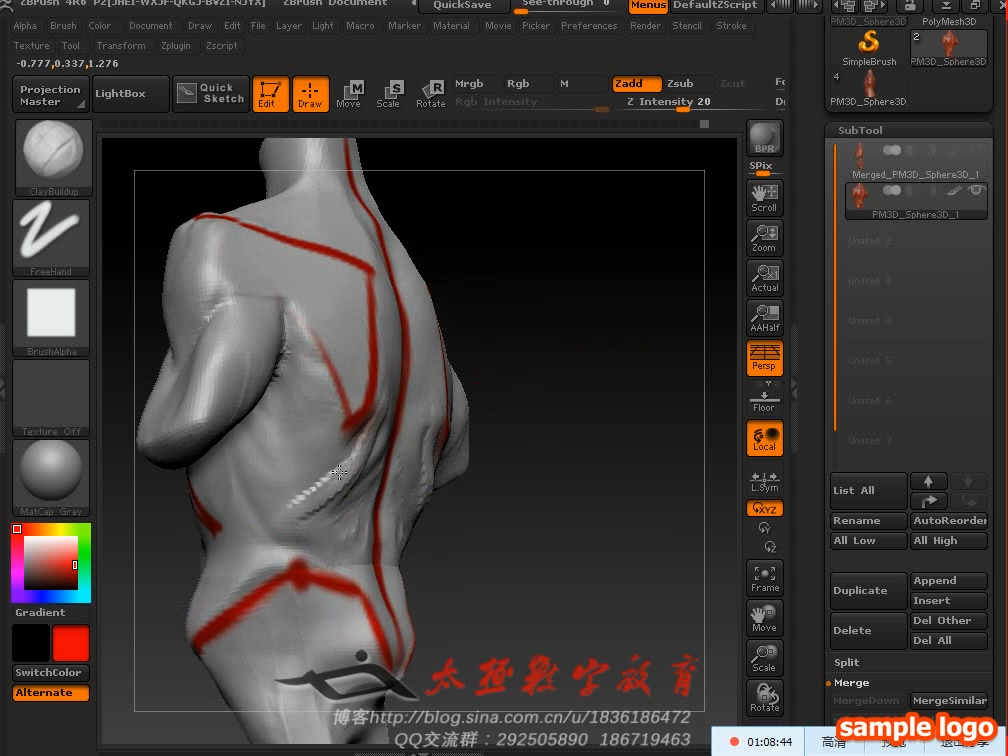 ZBrush 4R6 P2[JHEI-WXJF-QKGJ-BVZI-NJYX] ZBrush Document QuickSave See-through 0 Menus DefaultZScript
Alpha Brush Color Document Draw Edit File Layer Light Macro Marker Material Movie Picker Preferences Render Stencil Stroke
Texture Tool Transform Zplugin Zscript
-0.777,0.337,1.276
Projection Master
LightBox
Quick Sketch
Edit Draw Move Scale Rotate
Mrgb Rgb M Zadd Zsub Zcut
Rgb Intensity Z Intensity 20
ClayBuildup
FreeHand
BrushAlpha
Texture Off
MatCap Gray
Gradient
SwitchColor
Alternate
BPR
SPix
Scroll
Zoom
Actual
AAHalf
Persp
Floor
Local
L.Sym
XYZ
Y
Z
Frame
Move
Scale
Rotate
PM3D_Sphere3D PolyMesh3D
SimpleBrush 2 PM3D_Sphere3D
4
PM3D_Sphere3D
SubTool
Merged_PM3D_Sphere3D_1
PM3D_Sphere3D_1
Unused 2
Unused 3
Unused 4
Unused 5
Unused 6
Unused 7
List All
Rename AutoReorder
All Low All High
Duplicate Append
Insert
Delete Del Other
Del All
Split
Merge
MergeDown MergeSimilar
太极数字教育
博客http://blog.sina.com.cn/u/1836186472
QQ交流群：292505890 186719463
01:08:44 高清
sample logo